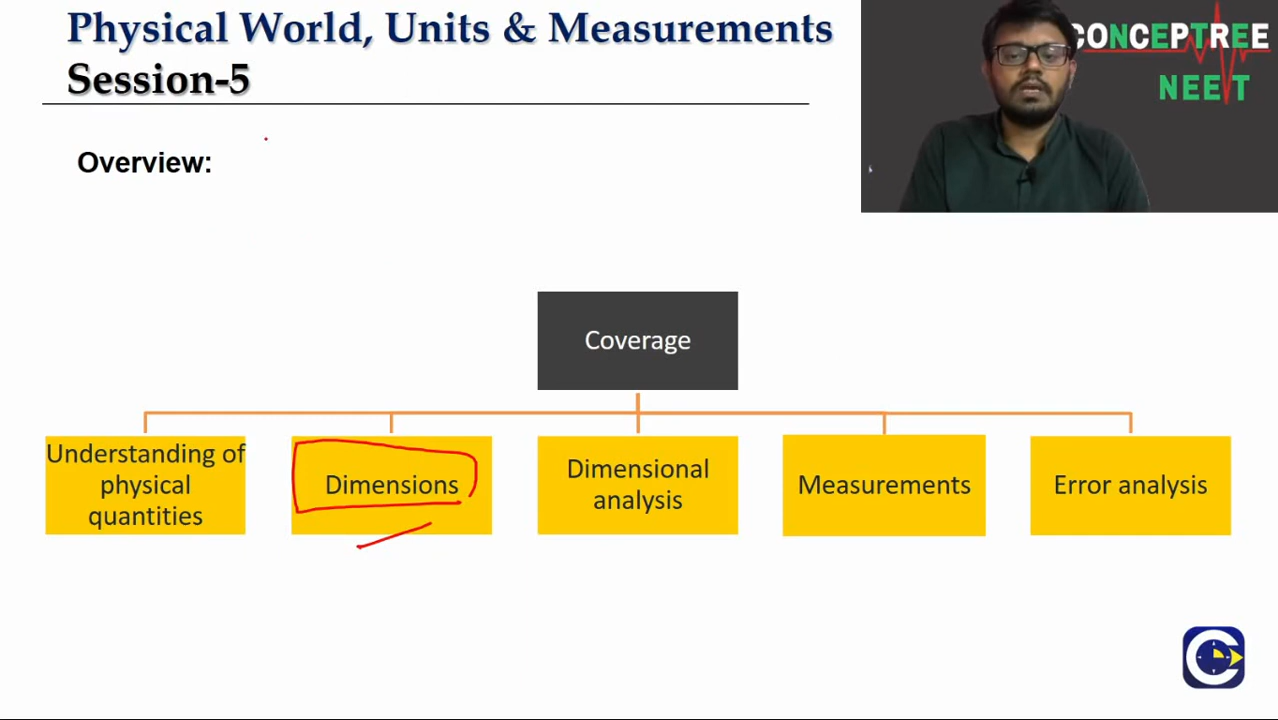 Physical World, Units & Measurements
Session-5
CONCEPTREE
NEET
Overview:
Coverage
Understanding of
physical
quantities
Dimensions
Dimensional
analysis
Measurements
Error analysis